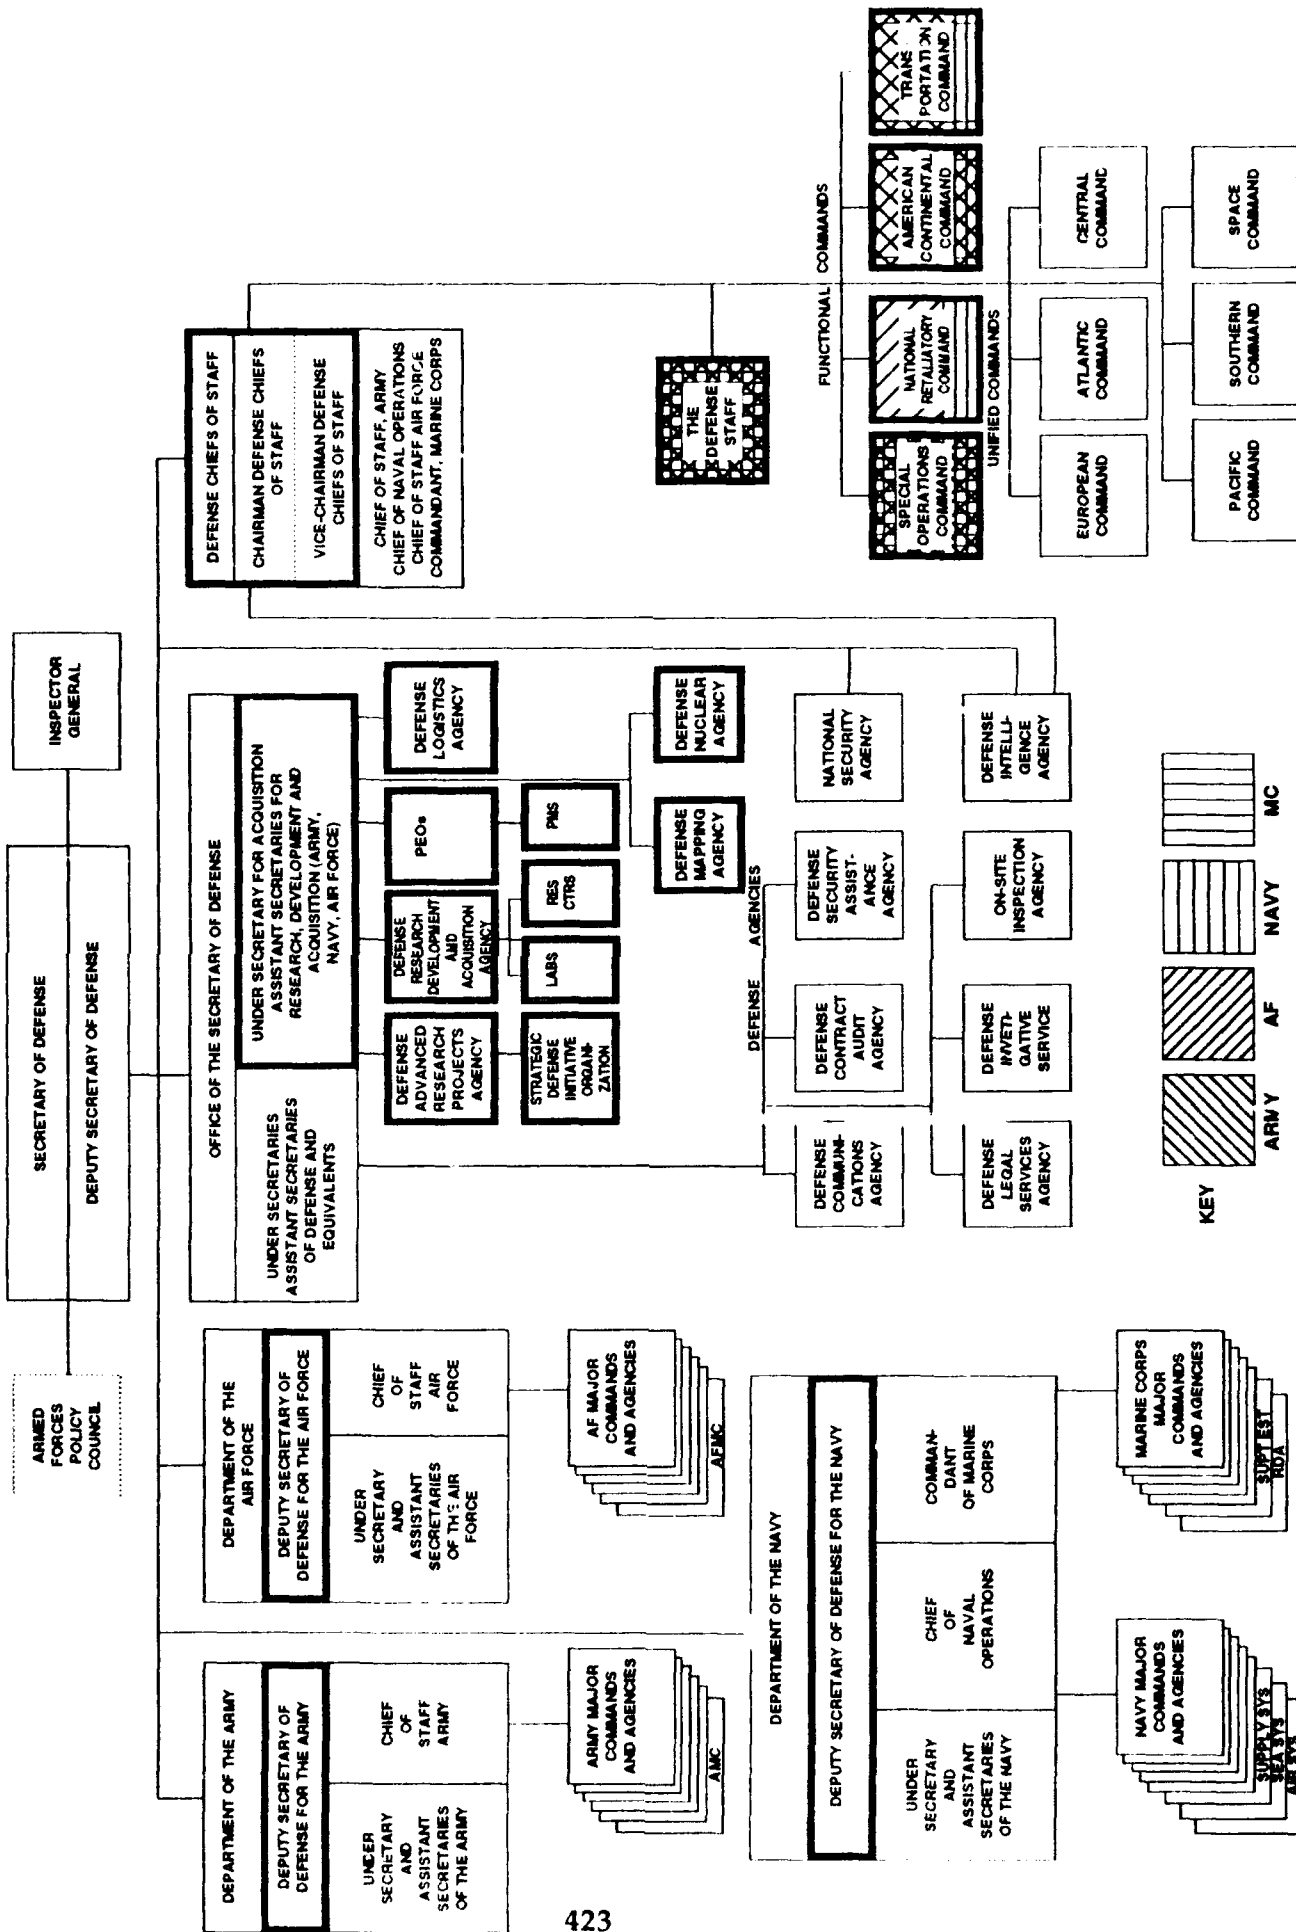 SECRETARY OF DEFENSE
DEPUTY SECRETARY OF DEFENSE
INSPECTOR
GENERAL
ARMED
FORCES
POLICY
COUNCIL
DEPARTMENT OF THE ARMY
DEPUTY SECRETARY OF
DEFENSE FOR THE ARMY
UNDER
SECRETARY
AND
ASSISTANT
SECRETARIES
OF THE ARMY
CHIEF
OF
STAFF
ARMY
ARMY MAJOR
COMMANDS
AND AGENCIES
AMC
DEPARTMENT OF THE
AIR FORCE
DEPUTY SECRETARY OF
DEFENSE FOR THE AIR FORCE
UNDER
SECRETARY
AND
ASSISTANT
SECRETARIES
OF THE AIR
FORCE
CHIEF
OF
STAFF
AIR
FORCE
AF MAJOR
COMMANDS
AND AGENCIES
AFMC
OFFICE OF THE SECRETARY OF DEFENSE
UNDER SECRETARIES
ASSISTANT SECRETARIES
OF DEFENSE AND
EQUIVALENTS
UNDER SECRETARY FOR ACQUISITION
ASSISTANT SECRETARIES FOR
RESEARCH, DEVELOPMENT AND
ACQUISITION (ARMY,
NAVY, AIR FORCE)
DEFENSE
ADVANCED
RESEARCH
PROJECTS
AGENCY
DEFENSE
RESEARCH
DEVELOPMENT
AMD
ACQUISITION
AGENCY
PEOs
DEFENSE
LOGISTICS
AGENCY
STRATEGIC
DEFENSE
INITIATIVE
ORGANI-
ZATION
LABS
RES
CTRS
PMS
DEFENSE
MAPPING
AGENCY
DEFENSE
NUCLEAR
AGENCY
DEFENSE AGENCIES
DEFENSE
COMMUNI-
CATIONS
AGENCY
DEFENSE
CONTRACT
AUDIT
AGENCY
DEFENSE
SECURITY
ASSIST-
ANCE
AGENCY
NATIONAL
SECURITY
AGENCY
DEFENSE
LEGAL
SERVICES
AGENCY
DEFENSE
INVETI-
GATIVE
SERVICE
ON-SITE
INSPECTION
AGENCY
DEFENSE
INTELLI-
GENCE
AGENCY
DEFENSE CHIEFS OF STAFF
CHAIRMAN DEFENSE CHIEFS
OF STAFF
VICE-CHAIRMAN DEFENSE
CHIEFS OF STAFF
CHIEF OF STAFF, ARMY
CHIEF OF NAVAL OPERATIONS
CHIEF OF STAFF AIR FORCE
COMMANDANT, MARINE CORPS
THE
DEFENSE
STAFF
FUNCTIONAL COMMANDS
SPECIAL
OPERATIONS
COMMAND
NATIONAL
RETALIATORY
COMMAND
AMERICAN
CONTINENTAL
COMMAND
TRANS
PORTATION
COMMAND
UNIFIED COMMANDS
EUROPEAN
COMMAND
ATLANTIC
COMMAND
CENTRAL
COMMAND
PACIFIC
COMMAND
SOUTHERN
COMMAND
SPACE
COMMAND
DEPARTMENT OF THE NAVY
DEPUTY SECRETARY OF DEFENSE FOR THE NAVY
UNDER
SECRETARY
AND
ASSISTANT
SECRETARIES
OF THE NAVY
CHIEF
OF
NAVAL
OPERATIONS
COMMAN-
DANT
OF MARINE
CORPS
NAVY MAJOR
COMMANDS
AND AGENCIES
SUPPLY SYS
SEA SYS
AIR SYS
MARINE CORPS
MAJOR
COMMANDS
AND AGENCIES
SUPT EST
RDA
KEY
ARMY
AF
NAVY
MC
423